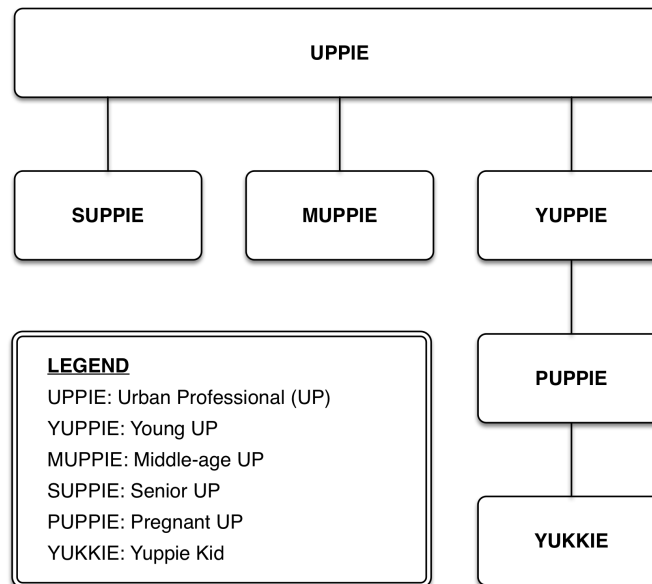 UPPIE
SUPPIE
MUPPIE
YUPPIE
PUPPIE
YUKKIE
LEGEND
UPPIE: Urban Professional (UP)
YUPPIE: Young UP
MUPPIE: Middle-age UP
SUPPIE: Senior UP
PUPPIE: Pregnant UP
YUKKIE: Yuppie Kid